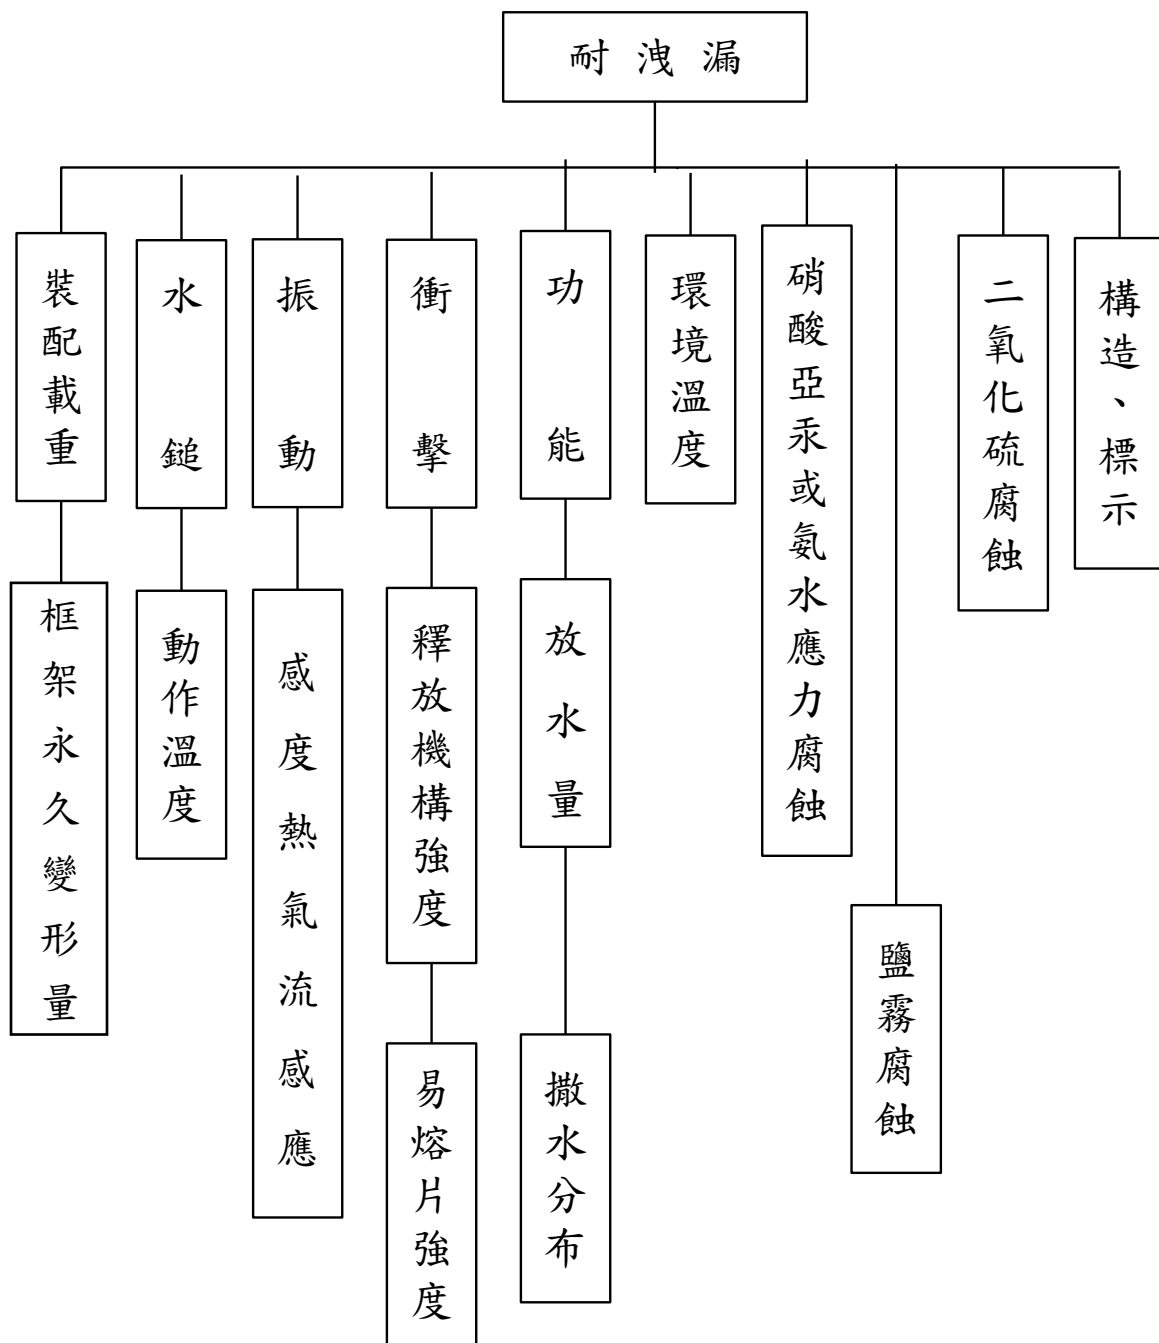 耐洩漏
裝配載重
水鎚
振動
衝擊
功能
環境溫度
硝酸亞汞或氨水應力腐蝕
二氧化硫腐蝕
構造、標示
框架永久變形量
動作溫度
感度熱氣流感應
釋放機構強度
放水量
鹽霧腐蝕
易熔片強度
撒水分布